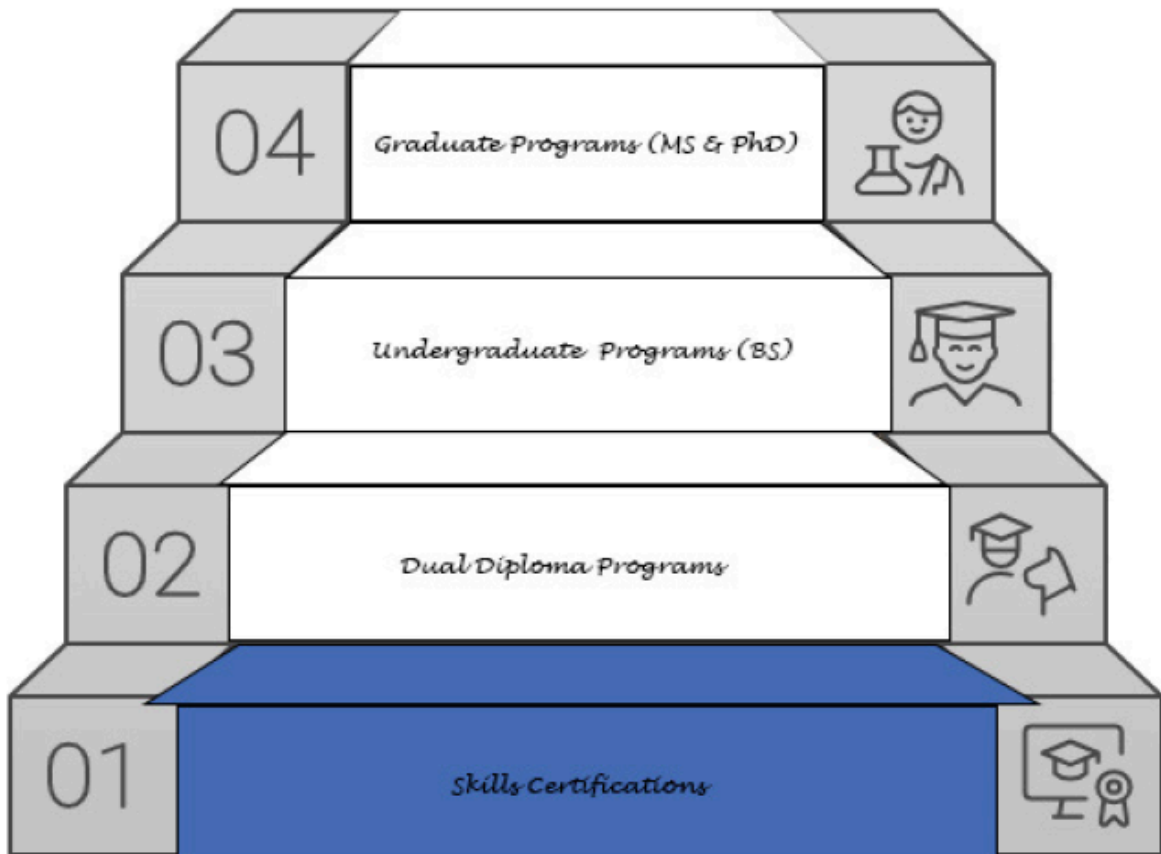 04
Graduate Programs (MS & PhD)
03
Undergraduate Programs (BS)
02
Dual Diploma Programs
01
Skills Certifications